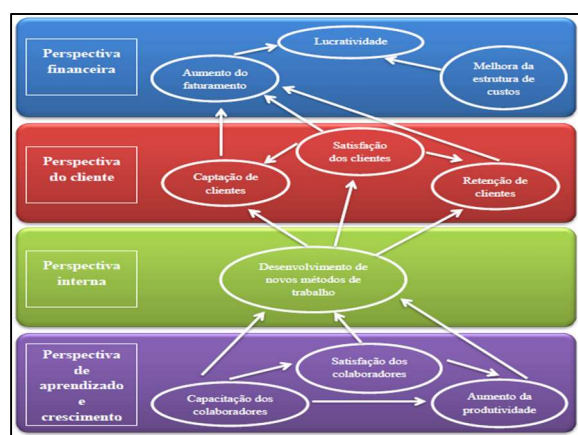 Perspectiva
financeira
Lucratividade
Aumento do
faturamento
Melhora da
estrutura de
custos
Perspectiva
do cliente
Satisfação
dos clientes
Captação de
clientes
Retenção de
clientes
Perspectiva
interna
Desenvolvimento de
novos métodos de
trabalho
Perspectiva
de
aprendizado
e
crescimento
Satisfação dos
colaboradores
Capacitação dos
colaboradores
Aumento da
produtividade